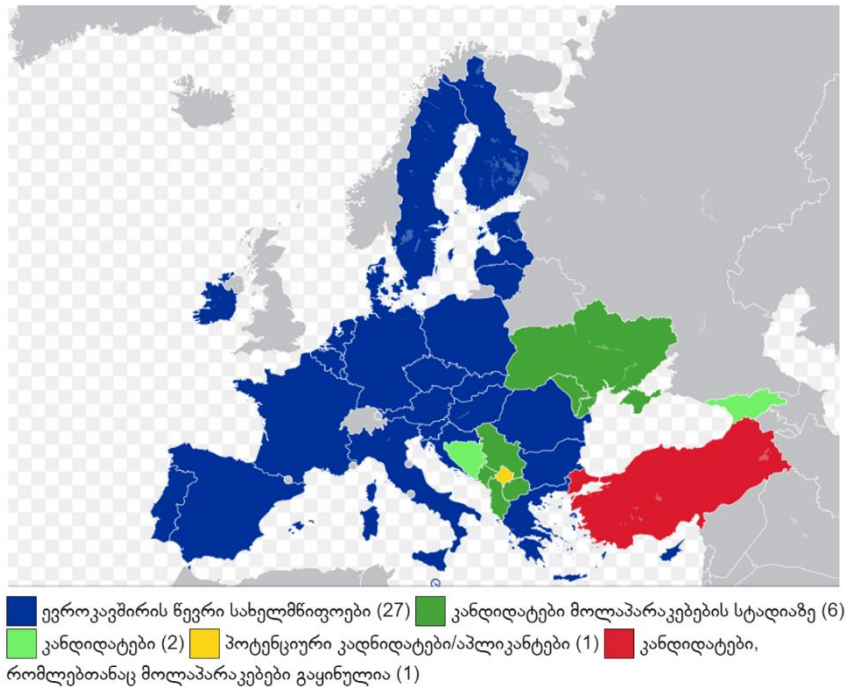 ევროკავშირის წევრი სახელმწიფოები (27) კანდიდატები მოლაპარაკებების სტადიაზე (6)
კანდიდატები (2) პოტენციური კადნიდატები/აპლიკანტები (1) კანდიდატები,
რომლებთანაც მოლაპარაკებები გაყინულია (1)